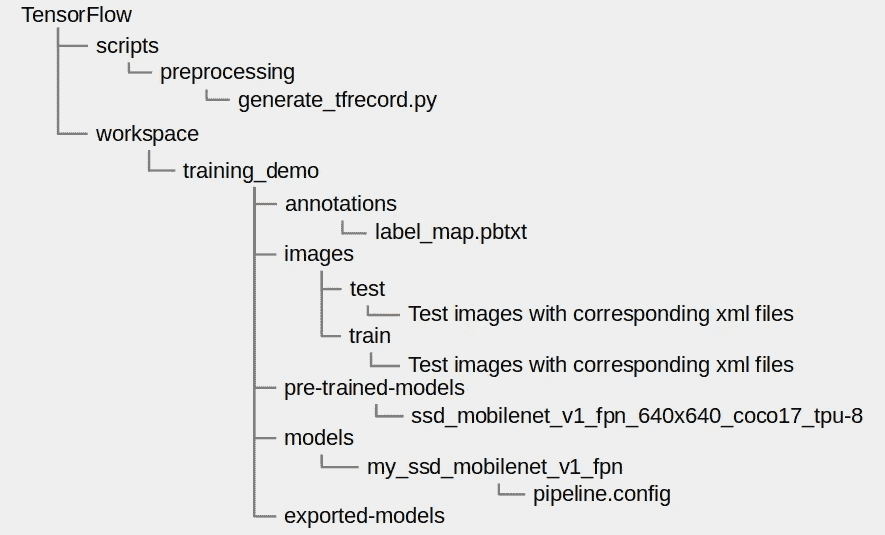 TensorFlow
scripts
preprocessing
generate_tfrecord.py
workspace
training_demo
annotations
label_map.pbtxt
images
test
Test images with corresponding xml files
train
Test images with corresponding xml files
pre-trained-models
ssd_mobilenet_v1_fpn_640x640_coco17_tpu-8
models
my_ssd_mobilenet_v1_fpn
pipeline.config
exported-models